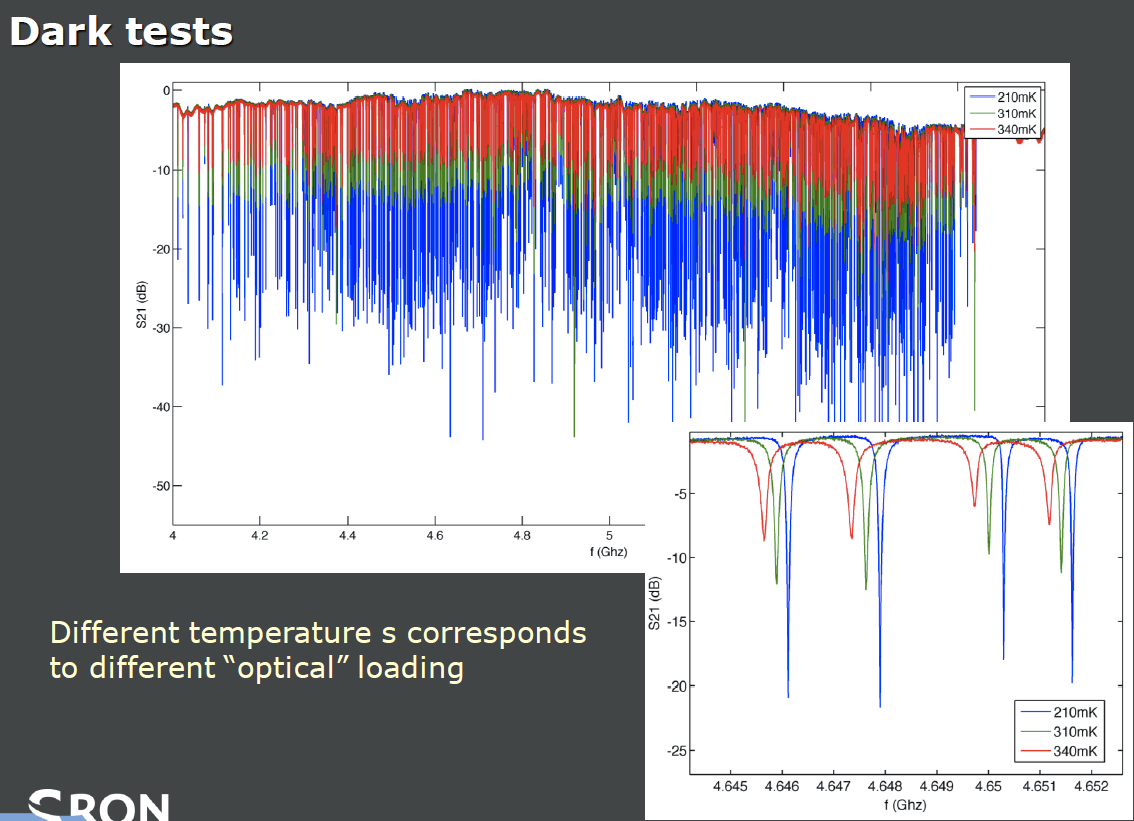 Dark tests
210mK
310mK
340mK
0
-10
-20
-30
-40
-50
S21 (dB)
4
4.2
4.4
4.6
4.8
5
f (Ghz)
Different temperature s corresponds
to different “optical” loading
-5
-10
-15
-20
-25
S21 (dB)
210mK
310mK
340mK
4.645
4.646
4.647
4.648
4.649
4.65
4.651
4.652
f (Ghz)
SRON